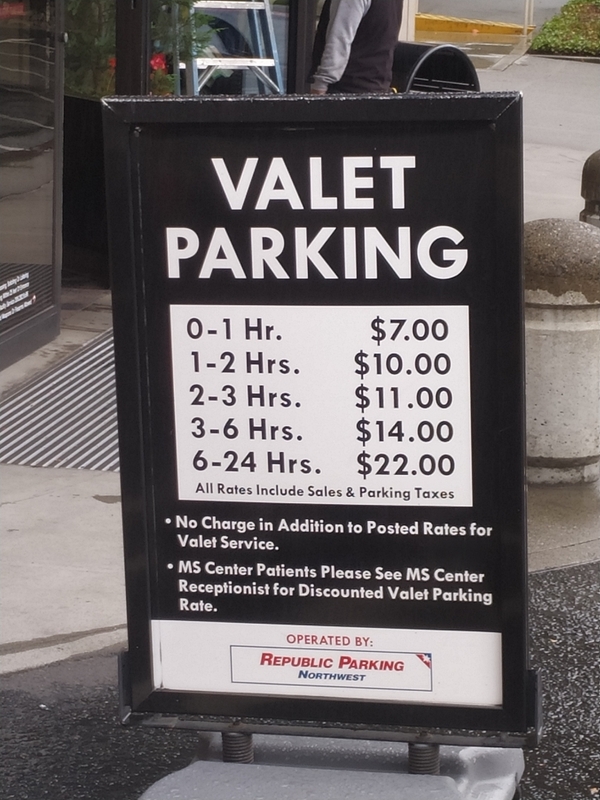 VALET
PARKING
0-1 Hr. $7.00
1-2 Hrs. $10.00
2-3 Hrs. $11.00
3-6 Hrs. $14.00
6-24 Hrs. $22.00
All Rates Include Sales & Parking Taxes
• No Charge in Addition to Posted Rates for
Valet Service.
• MS Center Patients Please See MS Center
Receptionist for Discounted Valet Parking
Rate.
OPERATED BY:
REPUBLIC PARKING
NORTHWEST